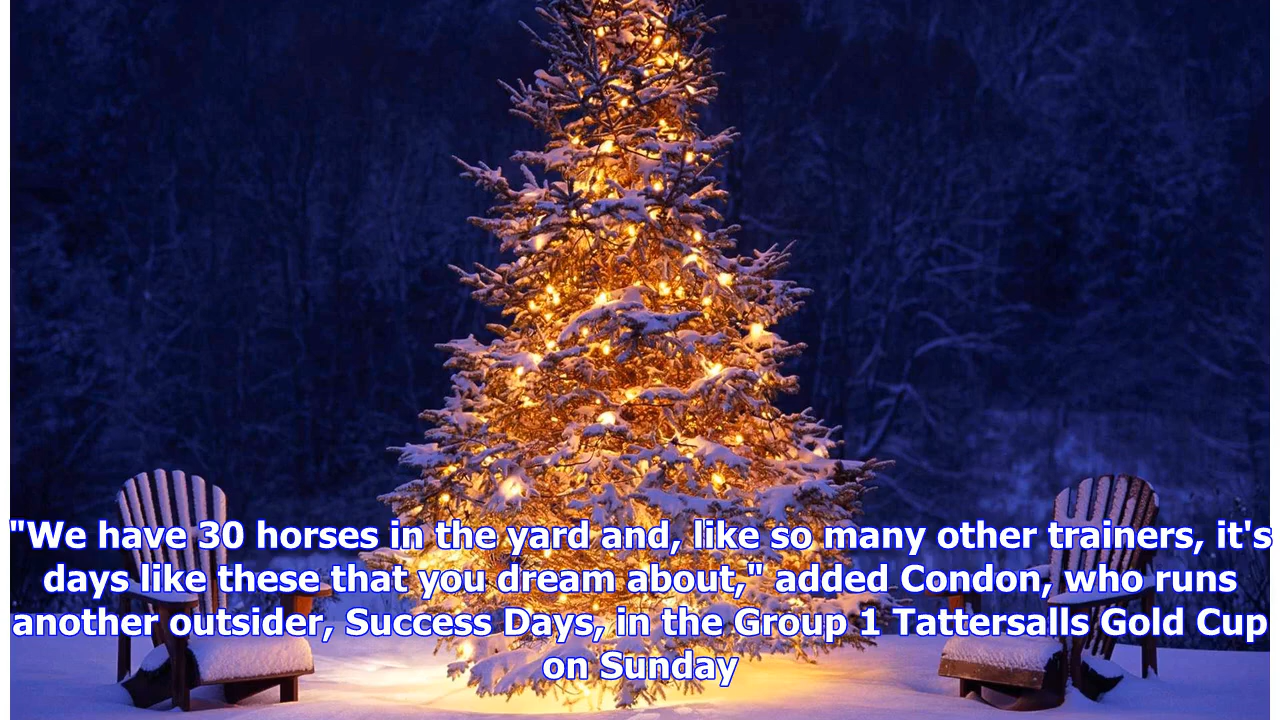 "We have 30 horses in the yard and, like so many other trainers, it's
days like these that you dream about," added Condon, who runs
another outsider, Success Days, in the Group 1 Tattersalls Gold Cup
on Sunday